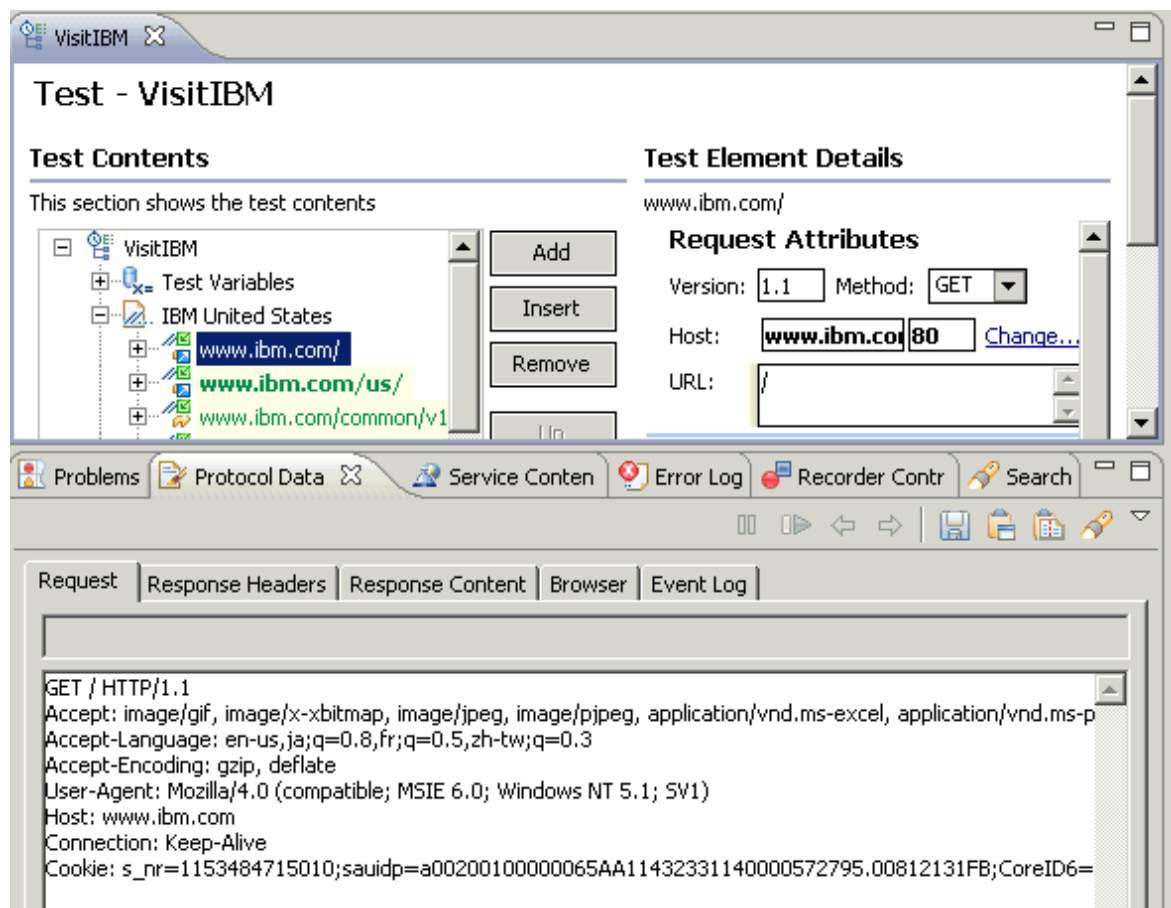 VisitIBM
Test - VisitIBM
Test Contents
This section shows the test contents
VisitIBM
Test Variables
IBM United States
www.ibm.com/
www.ibm.com/us/
www.ibm.com/common/v1
Add
Insert
Remove
Up
Test Element Details
www.ibm.com/
Request Attributes
Version: 1.1 Method: GET
Host: www.ibm.co 80 Change...
URL: /
Problems Protocol Data Service Conten Error Log Recorder Contr Search
Request Response Headers Response Content Browser Event Log
GET / HTTP/1.1
Accept: image/gif, image/x-xbitmap, image/jpeg, image/pjpeg, application/vnd.ms-excel, application/vnd.ms-p
Accept-Language: en-us,ja;q=0.8,fr;q=0.5,zh-tw;q=0.3
Accept-Encoding: gzip, deflate
User-Agent: Mozilla/4.0 (compatible; MSIE 6.0; Windows NT 5.1; SV1)
Host: www.ibm.com
Connection: Keep-Alive
Cookie: s_nr=1153484715010;sauidp=a00200100000065AA11432331140000572795.00812131FB;CoreID6=